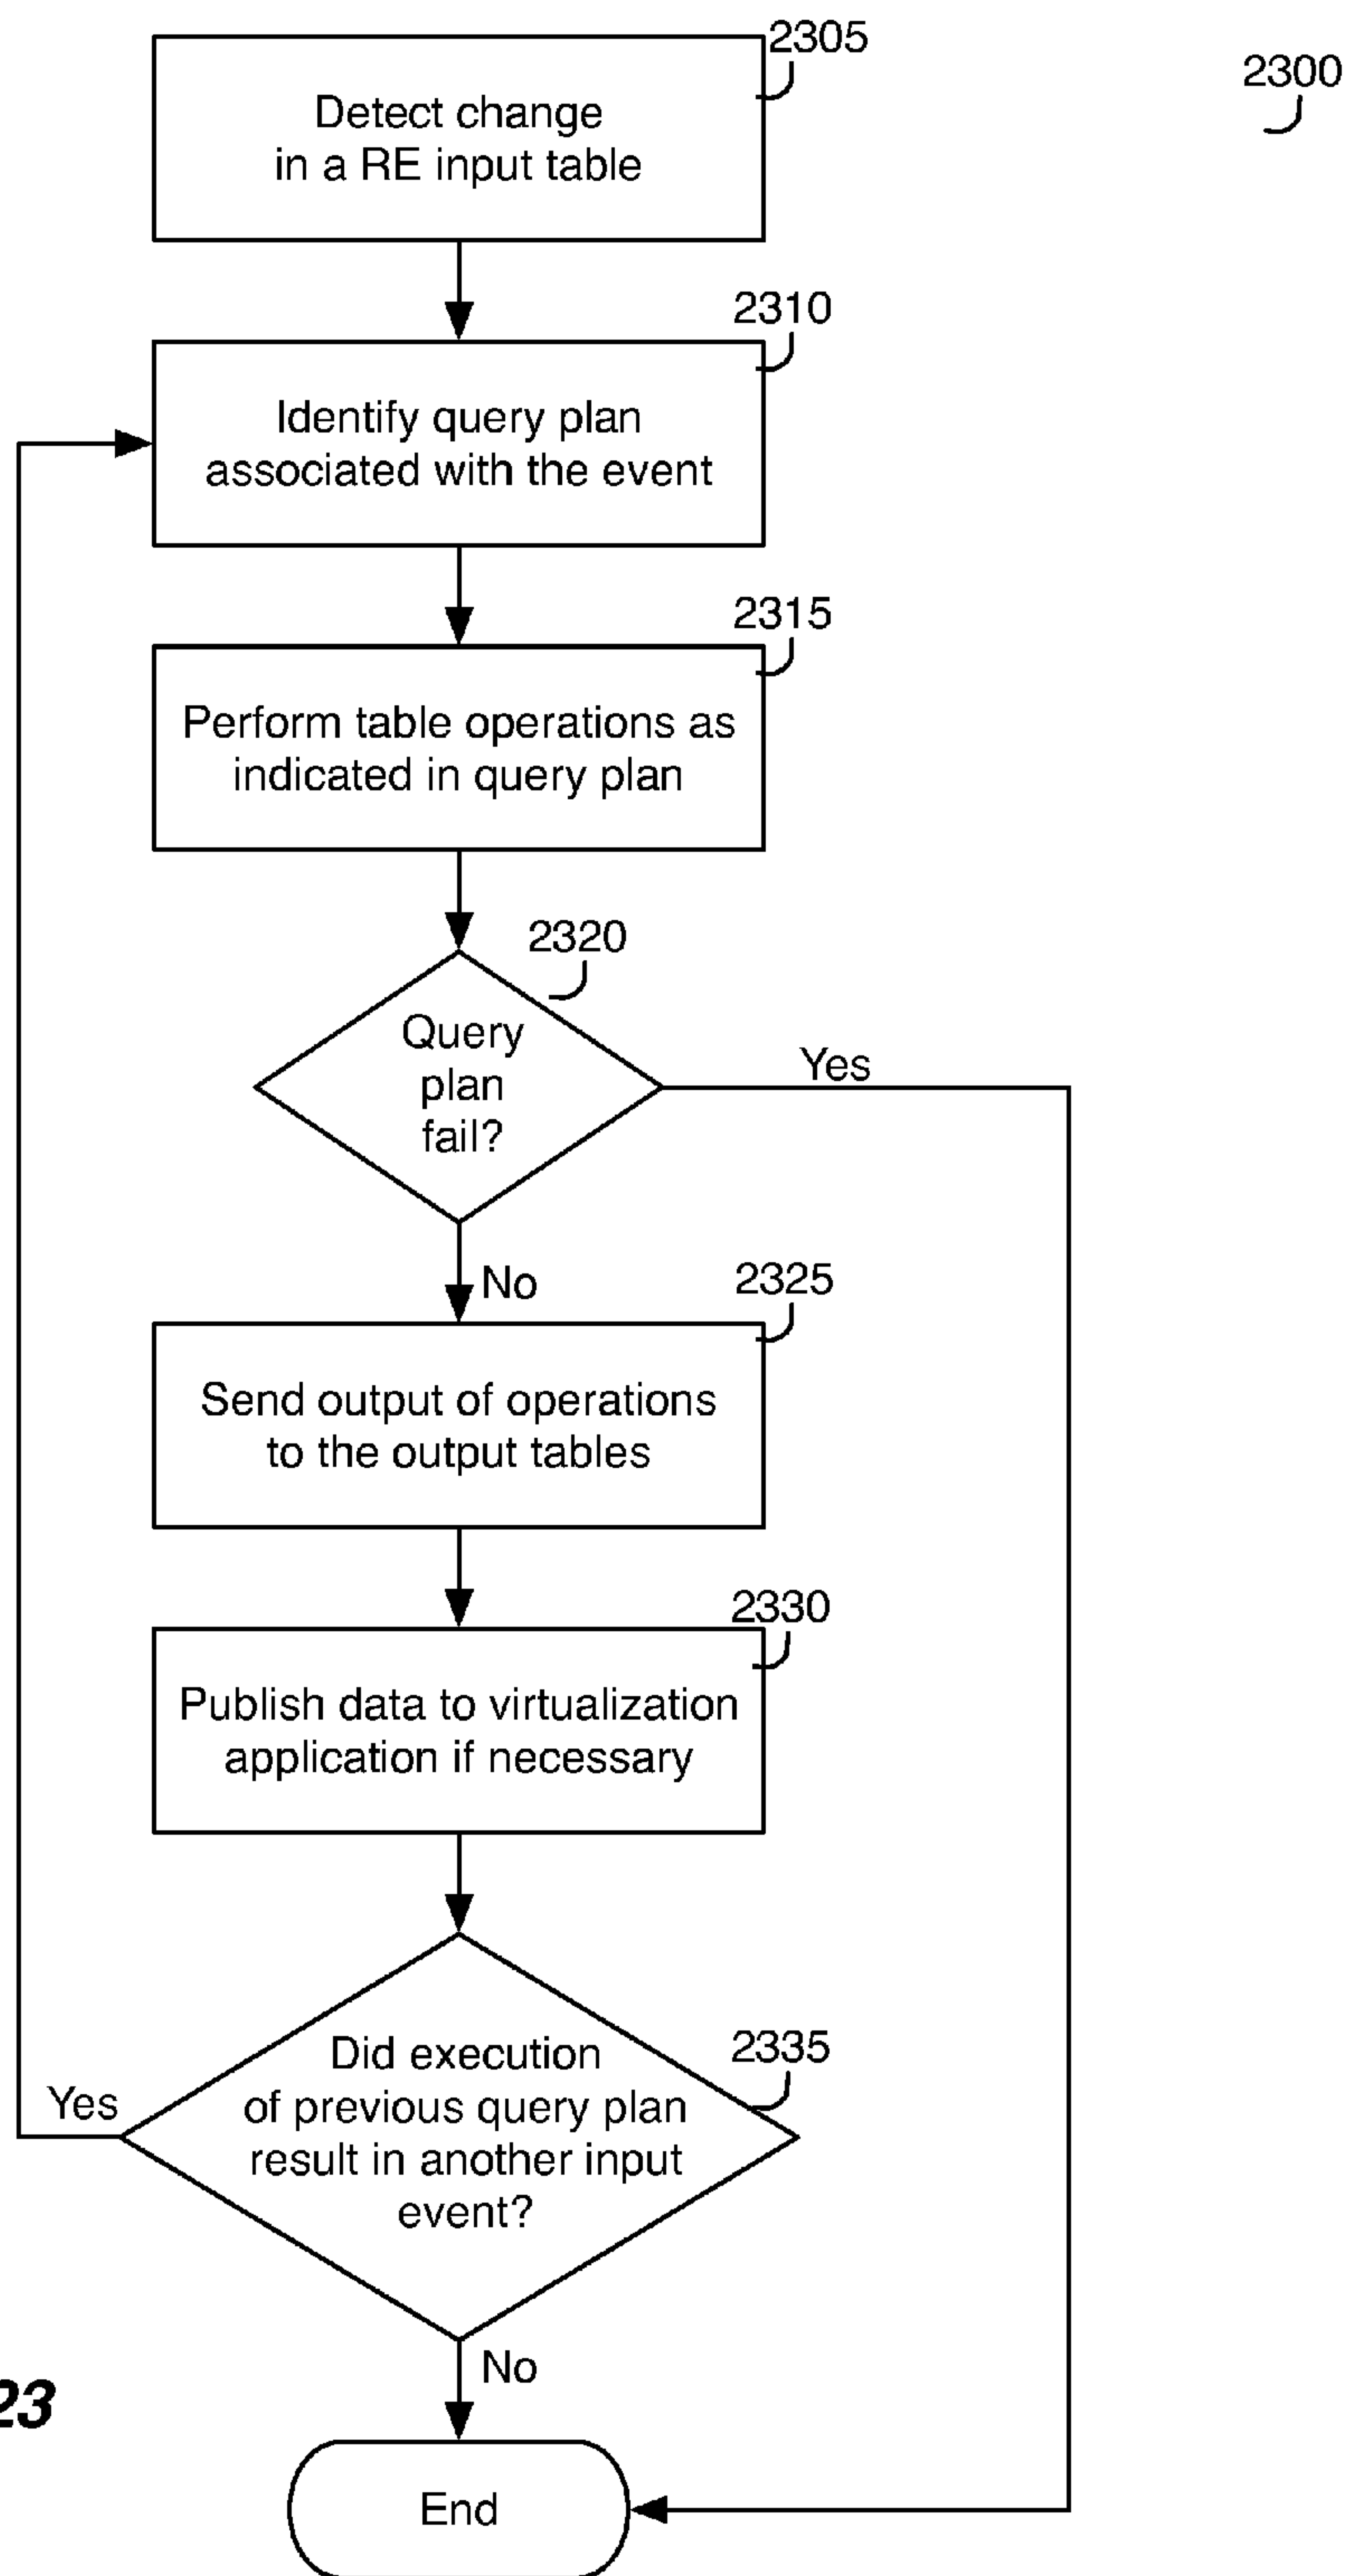 2305
2300
Detect change
in a RE input table
2310
Identify query plan
associated with the event
2315
Perform table operations as
indicated in query plan
2320
Query
plan
fail?
Yes
No
2325
Send output of operations
to the output tables
2330
Publish data to virtualization
application if necessary
2335
Did execution
of previous query plan
result in another input
event?
Yes
No
23
End